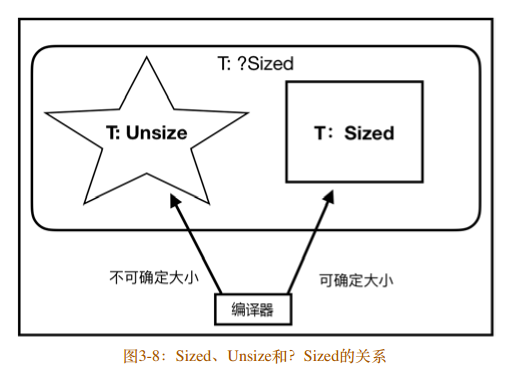 T: ?Sized
T: Unsize
T：Sized
不可确定大小
可确定大小
编译器
图3-8：Sized、Unsize和？Sized的关系